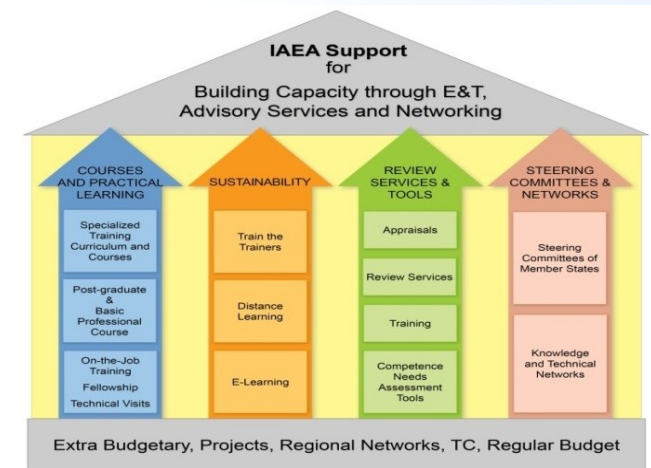 IAEA Support
for
Building Capacity through E&T,
Advisory Services and Networking
COURSES
AND PRACTICAL
LEARNING
Specialized
Training
Curriculum and
Courses
Post-graduate
&
Basic
Professional
Course
On-the-Job
Training
Fellowship
Technical Visits
SUSTAINABILITY
Train the
Trainers
Distance
Learning
E-Learning
REVIEW
SERVICES &
TOOLS
Appraisals
Review Services
Training
Competence
Needs
Assessment
Tools
STEERING
COMMITTEES &
NETWORKS
Steering
Committees of
Member States
Knowledge
and Technical
Networks
Extra Budgetary, Projects, Regional Networks, TC, Regular Budget